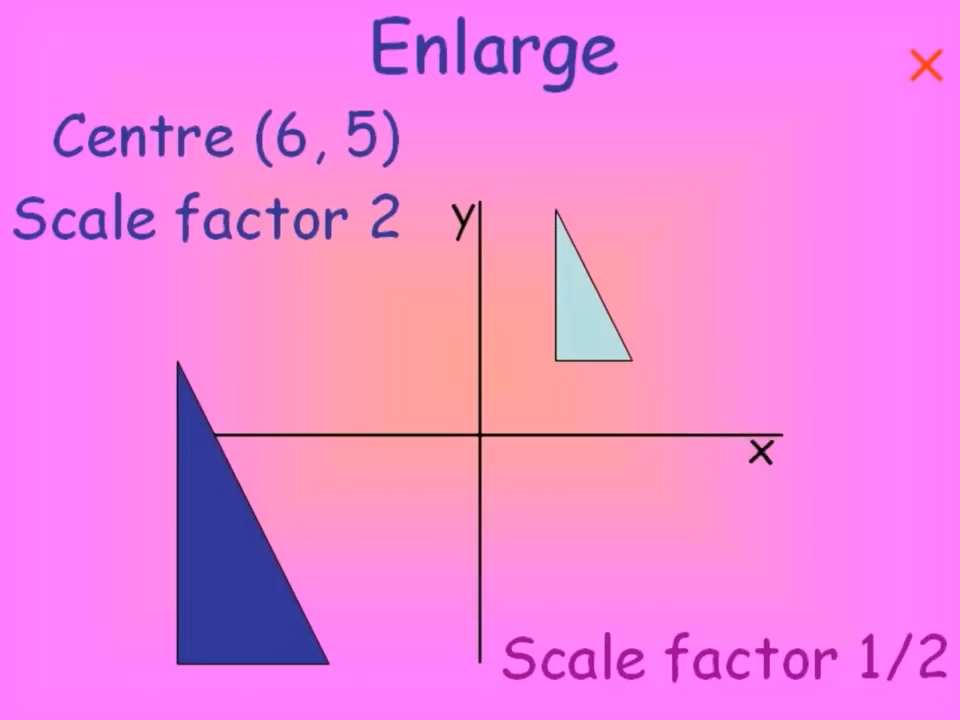 Enlarge
Centre (6, 5)
Scale factor 2
y
x
Scale factor 1/2